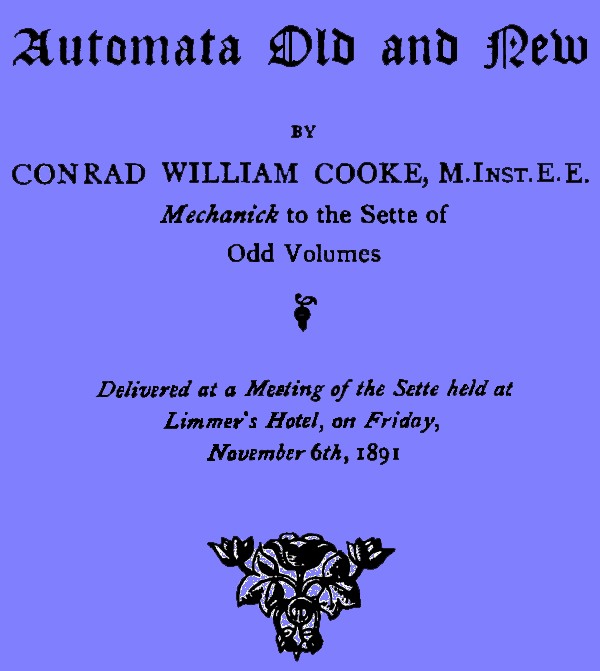 Automata Old and New
BY
CONRAD WILLIAM COOKE, M.INST.E.E.
Mechanick to the Sette of
Odd Volumes
Delivered at a Meeting of the Sette held at
Limmer's Hotel, on Friday,
November 6th, 1891